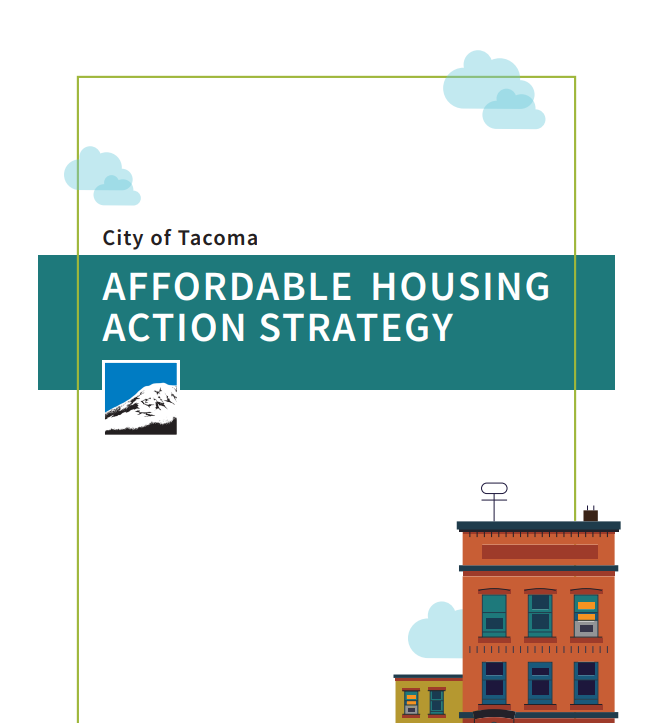 City of Tacoma
AFFORDABLE HOUSING
ACTION STRATEGY